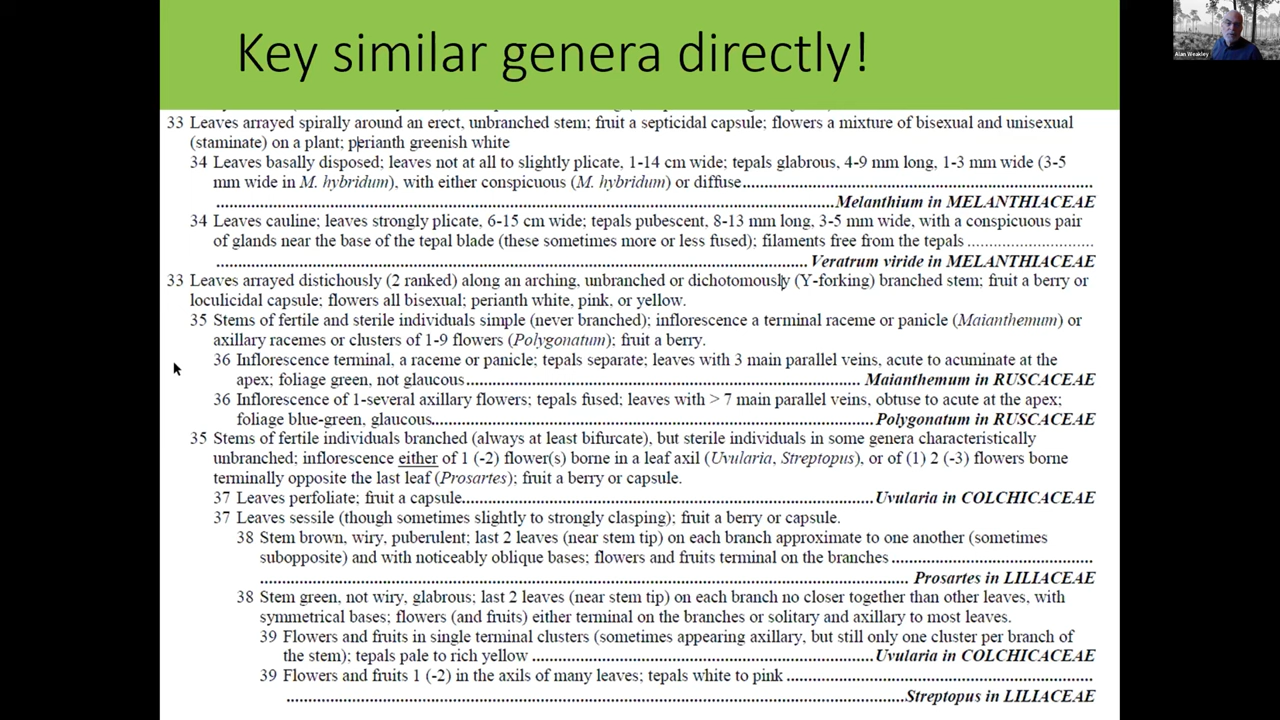 Key similar genera directly!
Alan Weakley
33 Leaves arrayed spirally around an erect, unbranched stem; fruit a septicidal capsule; flowers a mixture of bisexual and unisexual
(staminate) on a plant; perianth greenish white
34 Leaves basally disposed; leaves not at all to slightly plicate, 1-14 cm wide; tepals glabrous, 4-9 mm long, 1-3 mm wide (3-5
mm wide in M. hybridum), with either conspicuous (M. hybridum) or diffuse
Melanthium in MELANTHIACEAE
34 Leaves cauline; leaves strongly plicate, 6-15 cm wide; tepals pubescent, 8-13 mm long, 3-5 mm wide, with a conspicuous pair
of glands near the base of the tepal blade (these sometimes more or less fused); filaments free from the tepals
Veratrum viride in MELANTHIACEAE
33 Leaves arrayed distichously (2 ranked) along an arching, unbranched or dichotomously (Y-forking) branched stem; fruit a berry or
loculicidal capsule; flowers all bisexual; perianth white, pink, or yellow.
35 Stems of fertile and sterile individuals simple (never branched); inflorescence a terminal raceme or panicle (Maianthemum) or
axillary racemes or clusters of 1-9 flowers (Polygonatum); fruit a berry.
36 Inflorescence terminal, a raceme or panicle; tepals separate; leaves with 3 main parallel veins, acute to acuminate at the
apex; foliage green, not glaucous Maianthemum in RUSCACEAE
36 Inflorescence of 1-several axillary flowers; tepals fused; leaves with > 7 main parallel veins, obtuse to acute at the apex;
foliage blue-green, glaucous Polygonatum in RUSCACEAE
35 Stems of fertile individuals branched (always at least bifurcate), but sterile individuals in some genera characteristically
unbranched; inflorescence either of 1 (-2) flower(s) borne in a leaf axil (Uvularia, Streptopus), or of (1) 2 (-3) flowers borne
terminally opposite the last leaf (Prosartes); fruit a berry or capsule.
37 Leaves perfoliate; fruit a capsule Uvularia in COLCHICACEAE
37 Leaves sessile (though sometimes slightly to strongly clasping); fruit a berry or capsule.
38 Stem brown, wiry, puberulent; last 2 leaves (near stem tip) on each branch approximate to one another (sometimes
subopposite) and with noticeably oblique bases; flowers and fruits terminal on the branches
Prosartes in LILIACEAE
38 Stem green, not wiry, glabrous; last 2 leaves (near stem tip) on each branch no closer together than other leaves, with
symmetrical bases; flowers (and fruits) either terminal on the branches or solitary and axillary to most leaves.
39 Flowers and fruits in single terminal clusters (sometimes appearing axillary, but still only one cluster per branch of
the stem); tepals pale to rich yellow Uvularia in COLCHICACEAE
39 Flowers and fruits 1 (-2) in the axils of many leaves; tepals white to pink
Streptopus in LILIACEAE